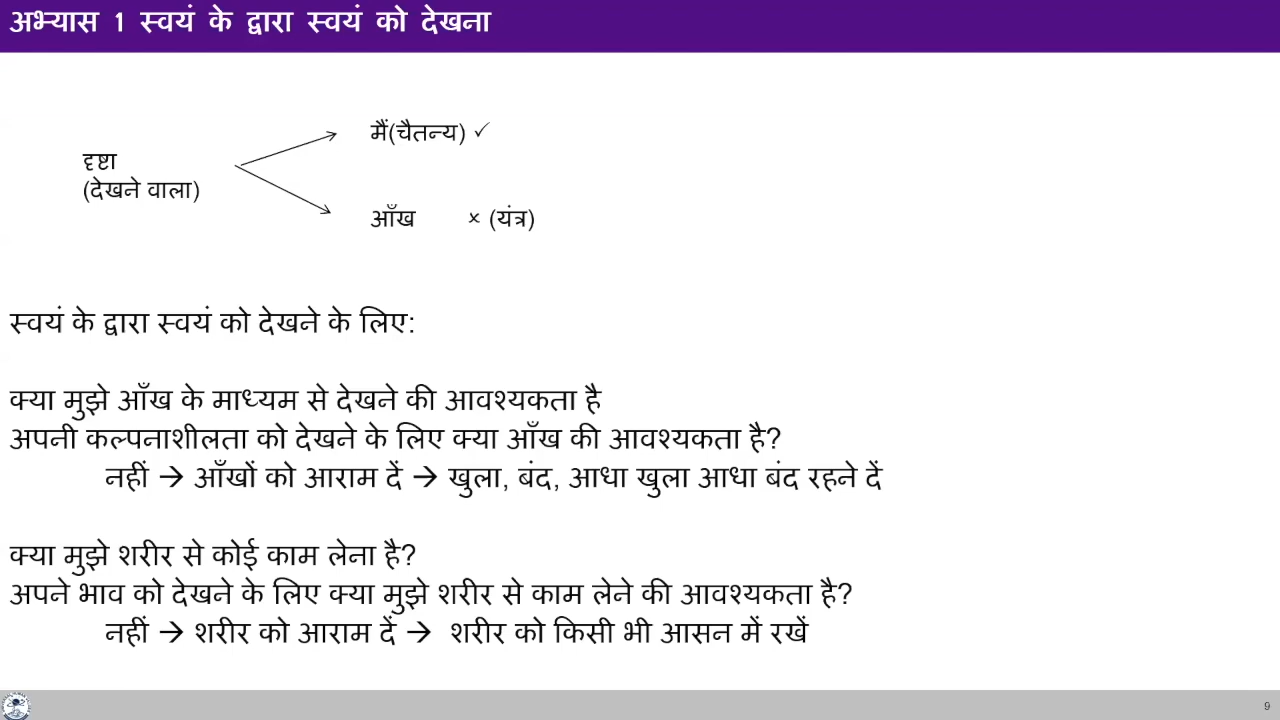 अभ्यास 1 स्वयं के द्वारा स्वयं को देखना
मैं(चैतन्य) ✓
दृष्टा
(देखने वाला)
आँख × (यंत्र)
स्वयं के द्वारा स्वयं को देखने के लिए:
क्या मुझे आँख के माध्यम से देखने की आवश्यकता है
अपनी कल्पनाशीलता को देखने के लिए क्या आँख की आवश्यकता है?
नहीं → आँखों को आराम दें → खुला, बंद, आधा खुला आधा बंद रहने दें
क्या मुझे शरीर से कोई काम लेना है?
अपने भाव को देखने के लिए क्या मुझे शरीर से काम लेने की आवश्यकता है?
नहीं → शरीर को आराम दें → शरीर को किसी भी आसन में रखें
9